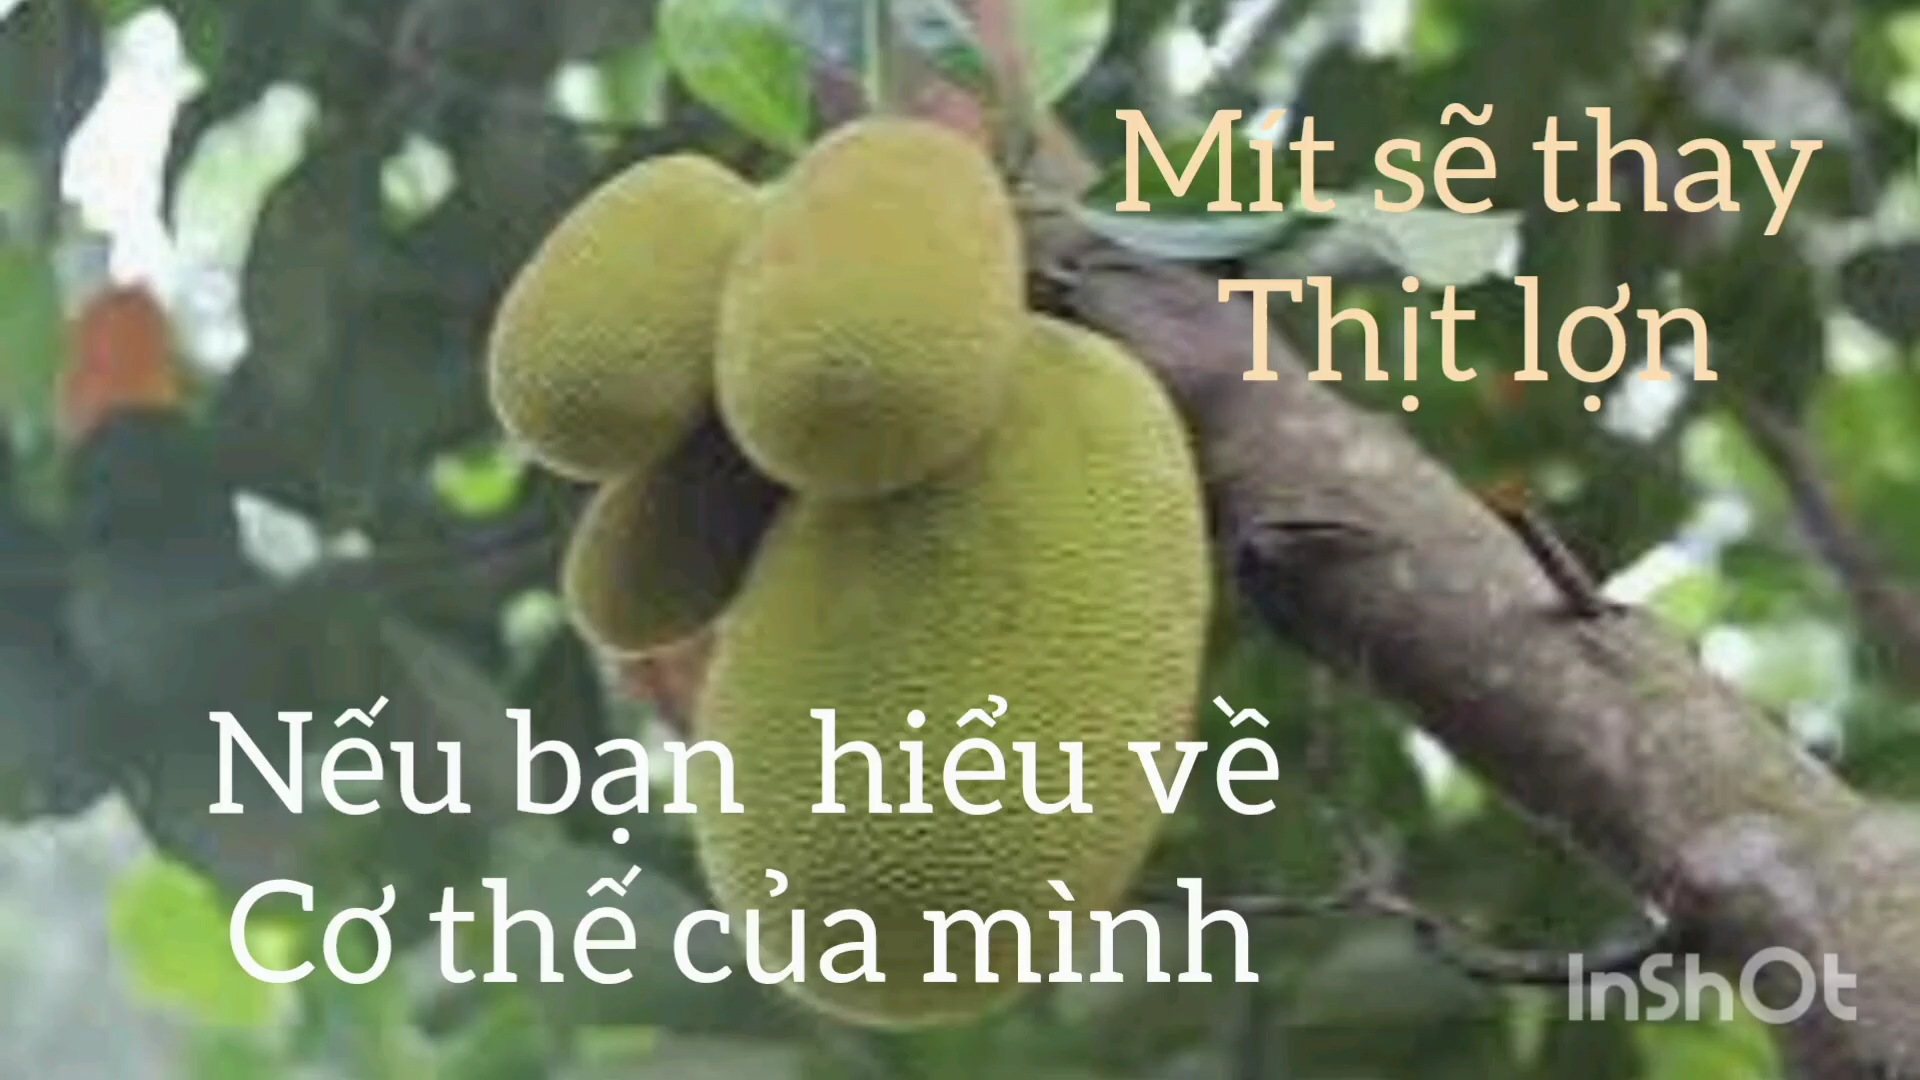 Mít sẽ thay
Thịt lợn
Nếu bạn hiểu về
Cơ thể của mình
InShOt